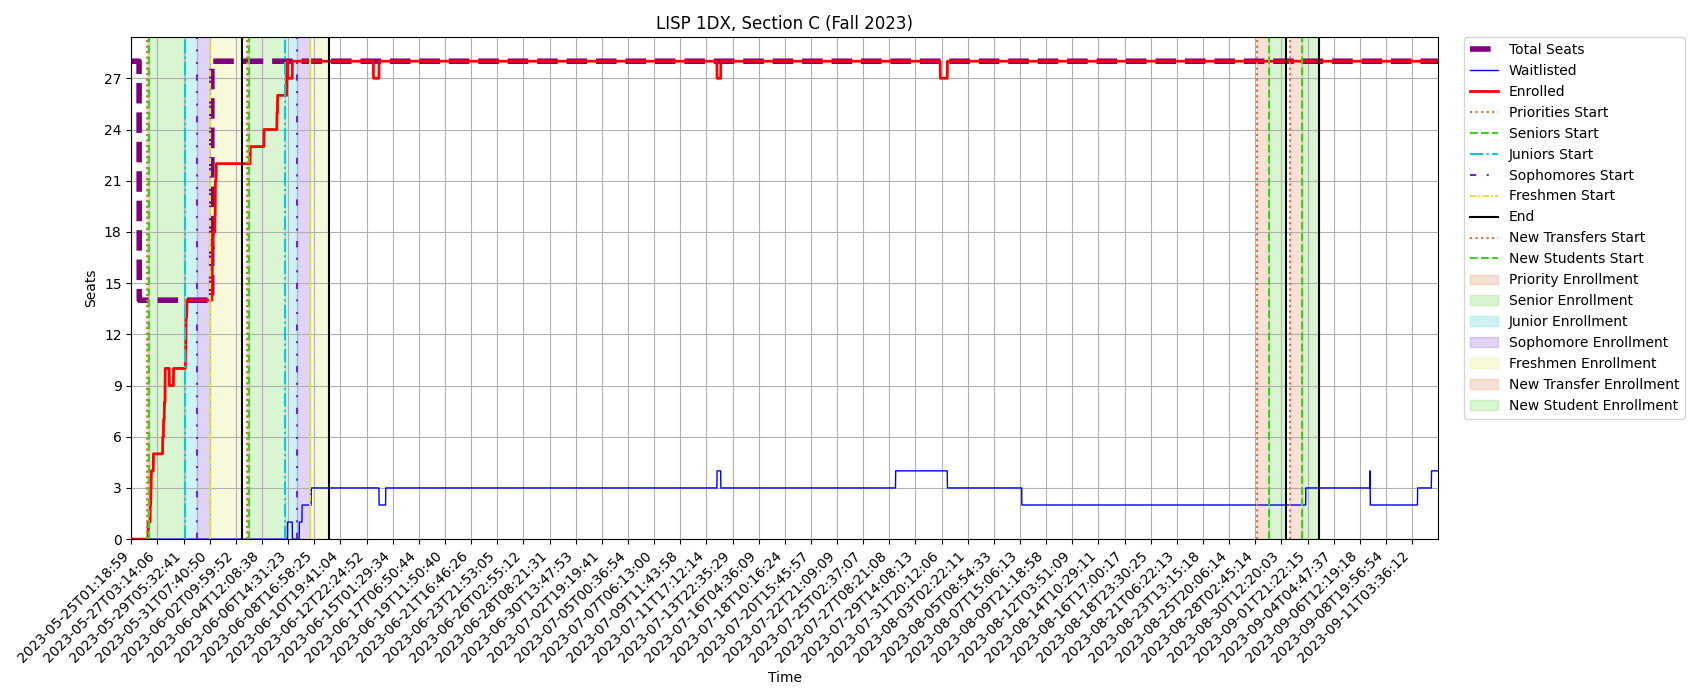 LISP 1DX, Section C (Fall 2023)
Seats
27
24
21
18
15
12
9
6
3
0
2023-05-25T01:18:59
2023-05-27T03:14:06
2023-05-29T05:32:41
2023-05-31T07:40:50
2023-06-02T09:59:52
2023-06-04T12:08:38
2023-06-06T14:31:23
2023-06-08T16:58:25
2023-06-10T19:41:04
2023-06-12T22:24:52
2023-06-15T01:29:34
2023-06-17T06:50:44
2023-06-19T11:50:40
2023-06-21T16:46:26
2023-06-23T21:53:05
2023-06-26T02:55:12
2023-06-28T08:21:31
2023-06-30T13:47:53
2023-07-02T19:19:41
2023-07-05T00:36:54
2023-07-07T06:13:00
2023-07-09T11:43:58
2023-07-11T17:12:14
2023-07-13T22:35:29
2023-07-16T04:36:09
2023-07-18T10:16:24
2023-07-20T15:45:57
2023-07-22T21:09:09
2023-07-25T02:37:07
2023-07-27T08:21:08
2023-07-29T14:08:13
2023-07-31T20:12:06
2023-08-03T02:22:11
2023-08-05T08:54:33
2023-08-07T15:06:13
2023-08-09T21:18:58
2023-08-12T03:51:09
2023-08-14T10:29:11
2023-08-16T17:00:17
2023-08-18T23:30:25
2023-08-21T06:22:13
2023-08-23T13:15:18
2023-08-25T20:06:14
2023-08-28T02:45:14
2023-08-30T12:20:03
2023-09-01T21:22:15
2023-09-04T04:47:37
2023-09-06T12:19:18
2023-09-08T19:56:54
2023-09-11T03:36:12
Time
Total Seats
Waitlisted
Enrolled
Priorities Start
Seniors Start
Juniors Start
Sophomores Start
Freshmen Start
End
New Transfers Start
New Students Start
Priority Enrollment
Senior Enrollment
Junior Enrollment
Sophomore Enrollment
Freshmen Enrollment
New Transfer Enrollment
New Student Enrollment